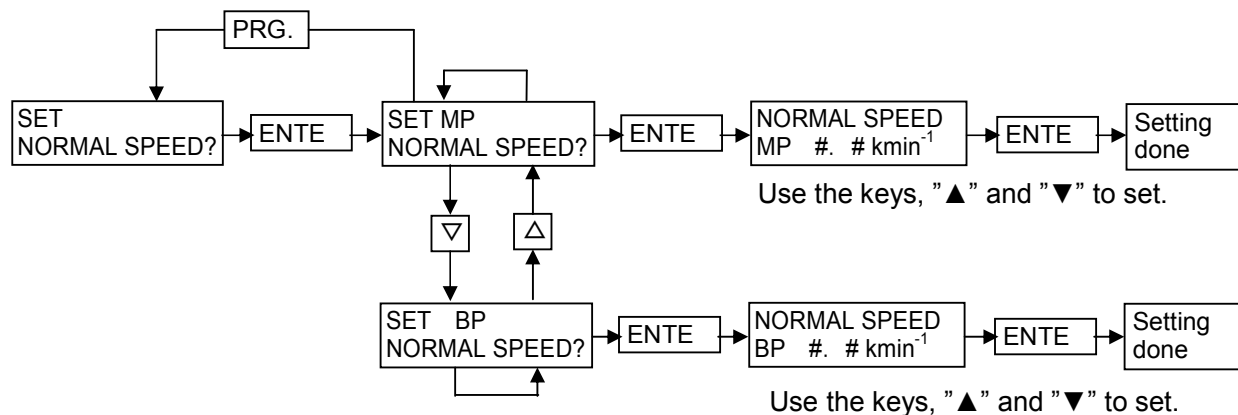 PRG.
SET
NORMAL SPEED?
ENTE
SET MP
NORMAL SPEED?
ENTE
NORMAL SPEED
MP #. # kmin⁻¹
ENTE
Setting
done
Use the keys, ”▲” and ”▼” to set.
▽
△
SET BP
NORMAL SPEED?
ENTE
NORMAL SPEED
BP #. # kmin⁻¹
ENTE
Setting
done
Use the keys, ”▲” and ”▼” to set.